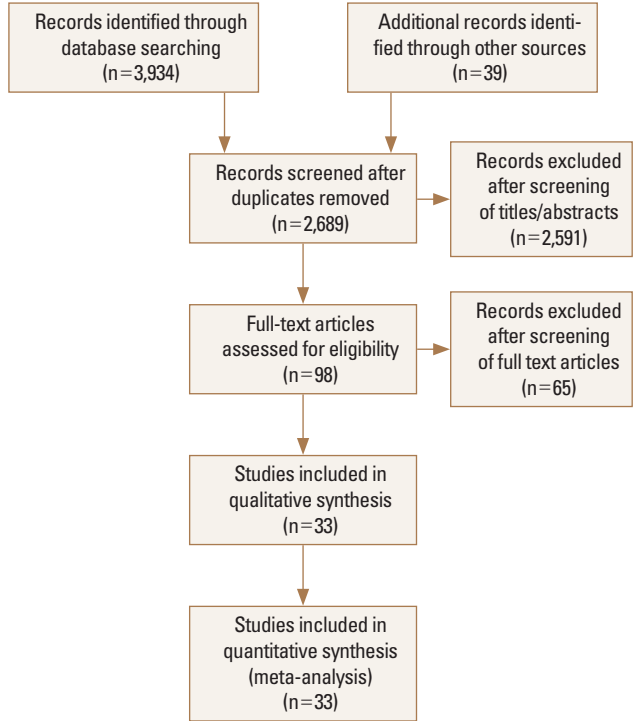 Records identified through
database searching
(n=3,934)
Additional records identi-
fied through other sources
(n=39)
Records screened after
duplicates removed
(n=2,689)
Records excluded
after screening
of titles/abstracts
(n=2,591)
Full-text articles
assessed for eligibility
(n=98)
Records excluded
after screening
of full text articles
(n=65)
Studies included in
qualitative synthesis
(n=33)
Studies included in
quantitative synthesis
(meta-analysis)
(n=33)